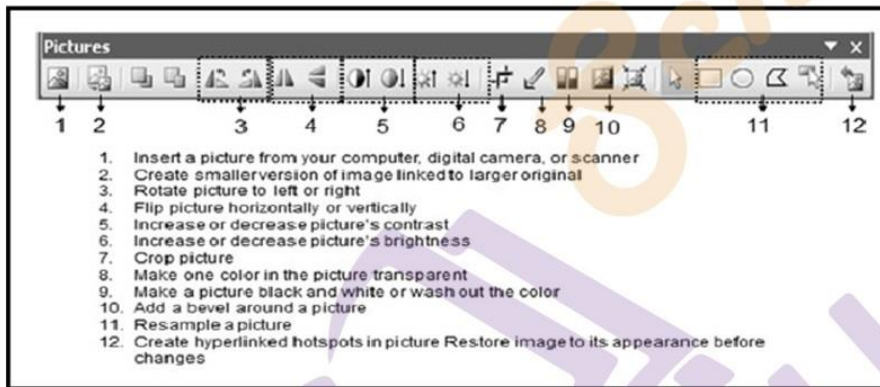 Pictures
1 2 3 4 5 6 7 8 9 10 11 12
1. Insert a picture from your computer, digital camera, or scanner
2. Create smaller version of image linked to larger original
3. Rotate picture to left or right
4. Flip picture horizontally or vertically
5. Increase or decrease picture's contrast
6. Increase or decrease picture's brightness
7. Crop picture
8. Make one color in the picture transparent
9. Make a picture black and white or wash out the color
10. Add a bevel around a picture
11. Resample a picture
12. Create hyperlinked hotspots in picture Restore image to its appearance before
changes